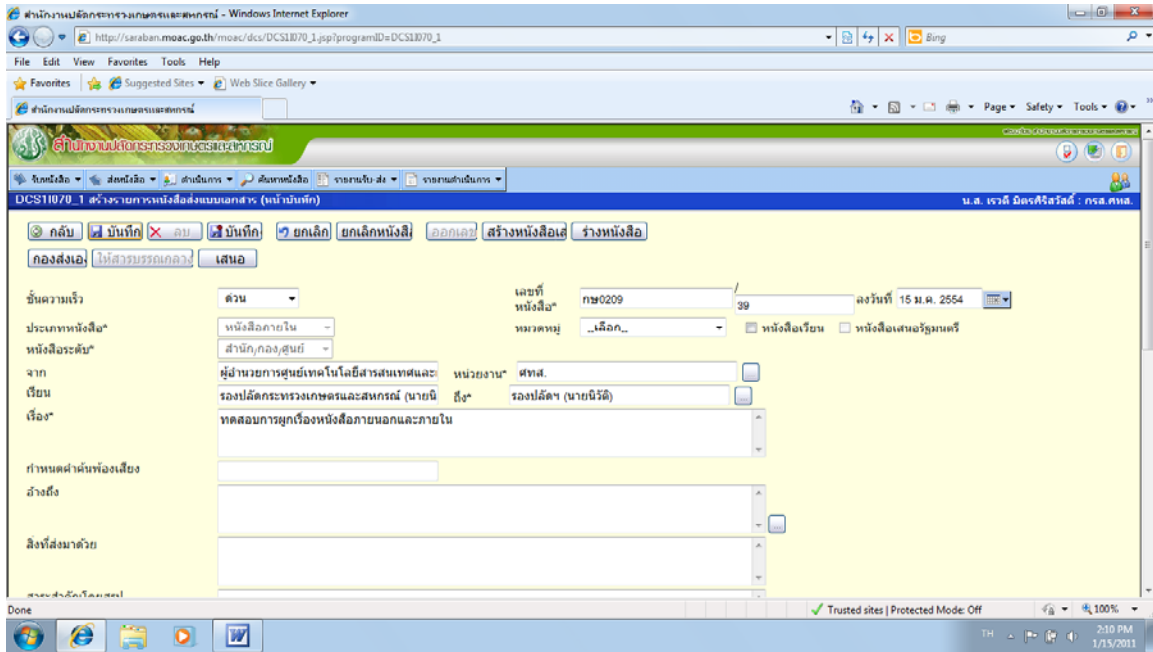 สำนักงานปลัดกระทรวงเกษตรและสหกรณ์ - Windows Internet Explorer
http://saraban.moac.go.th/moac/dcs/DCS1I070_1.jsp?programID=DCS1I070_1
Bing
File Edit View Favorites Tools Help
Favorites Suggested Sites Web Slice Gallery
สำนักงานปลัดกระทรวงเกษตรและสหกรณ์ Page Safety Tools
สำนักงานปลัดกระทรวงเกษตรและสหกรณ์
รับหนังสือ ส่งหนังสือ ดำเนินการ ค้นหาหนังสือ รายงานรับ-ส่ง รายงานดำเนินการ
DCS1I070_1 สร้างรายการหนังสือส่งแบบเอกสาร (หน้าบันทึก) น.ส. เรวดี มิตรศิริสวัสดิ์ : กรส.ศทส.
กลับ บันทึก ลบ บันทึก ยกเลิก ยกเลิกหนังสื ออกเลข สร้างหนังสือเส ร่างหนังสือ
กองส่งเอ ให้สารบรรณกลาง เสนอ
ชั้นความเร็ว ด่วน เลขที่หนังสือ* กษ0209 / 39 ลงวันที่ 15 ม.ค. 2554
ประเภทหนังสือ* หนังสือภายใน หมวดหมู่ _.เลือก._ หนังสือเวียน หนังสือเสนอรัฐมนตรี
หนังสือระดับ* สำนัก/กอง/ศูนย์
จาก ผู้อำนวยการศูนย์เทคโนโลยีสารสนเทศและ หน่วยงาน* ศทส.
เรียน รองปลัดกระทรวงเกษตรและสหกรณ์ (นายนิ ถึง* รองปลัดฯ (นายนิวัติ)
เรื่อง* ทดสอบการผูกเรื่องหนังสือภายนอกและภายใน
กำหนดคำค้นพ้องเสียง
อ้างถึง
สิ่งที่ส่งมาด้วย
สาระสำคัญโดยสรุป
Done Trusted sites | Protected Mode: Off 100%
TH 2:10 PM
1/15/2011